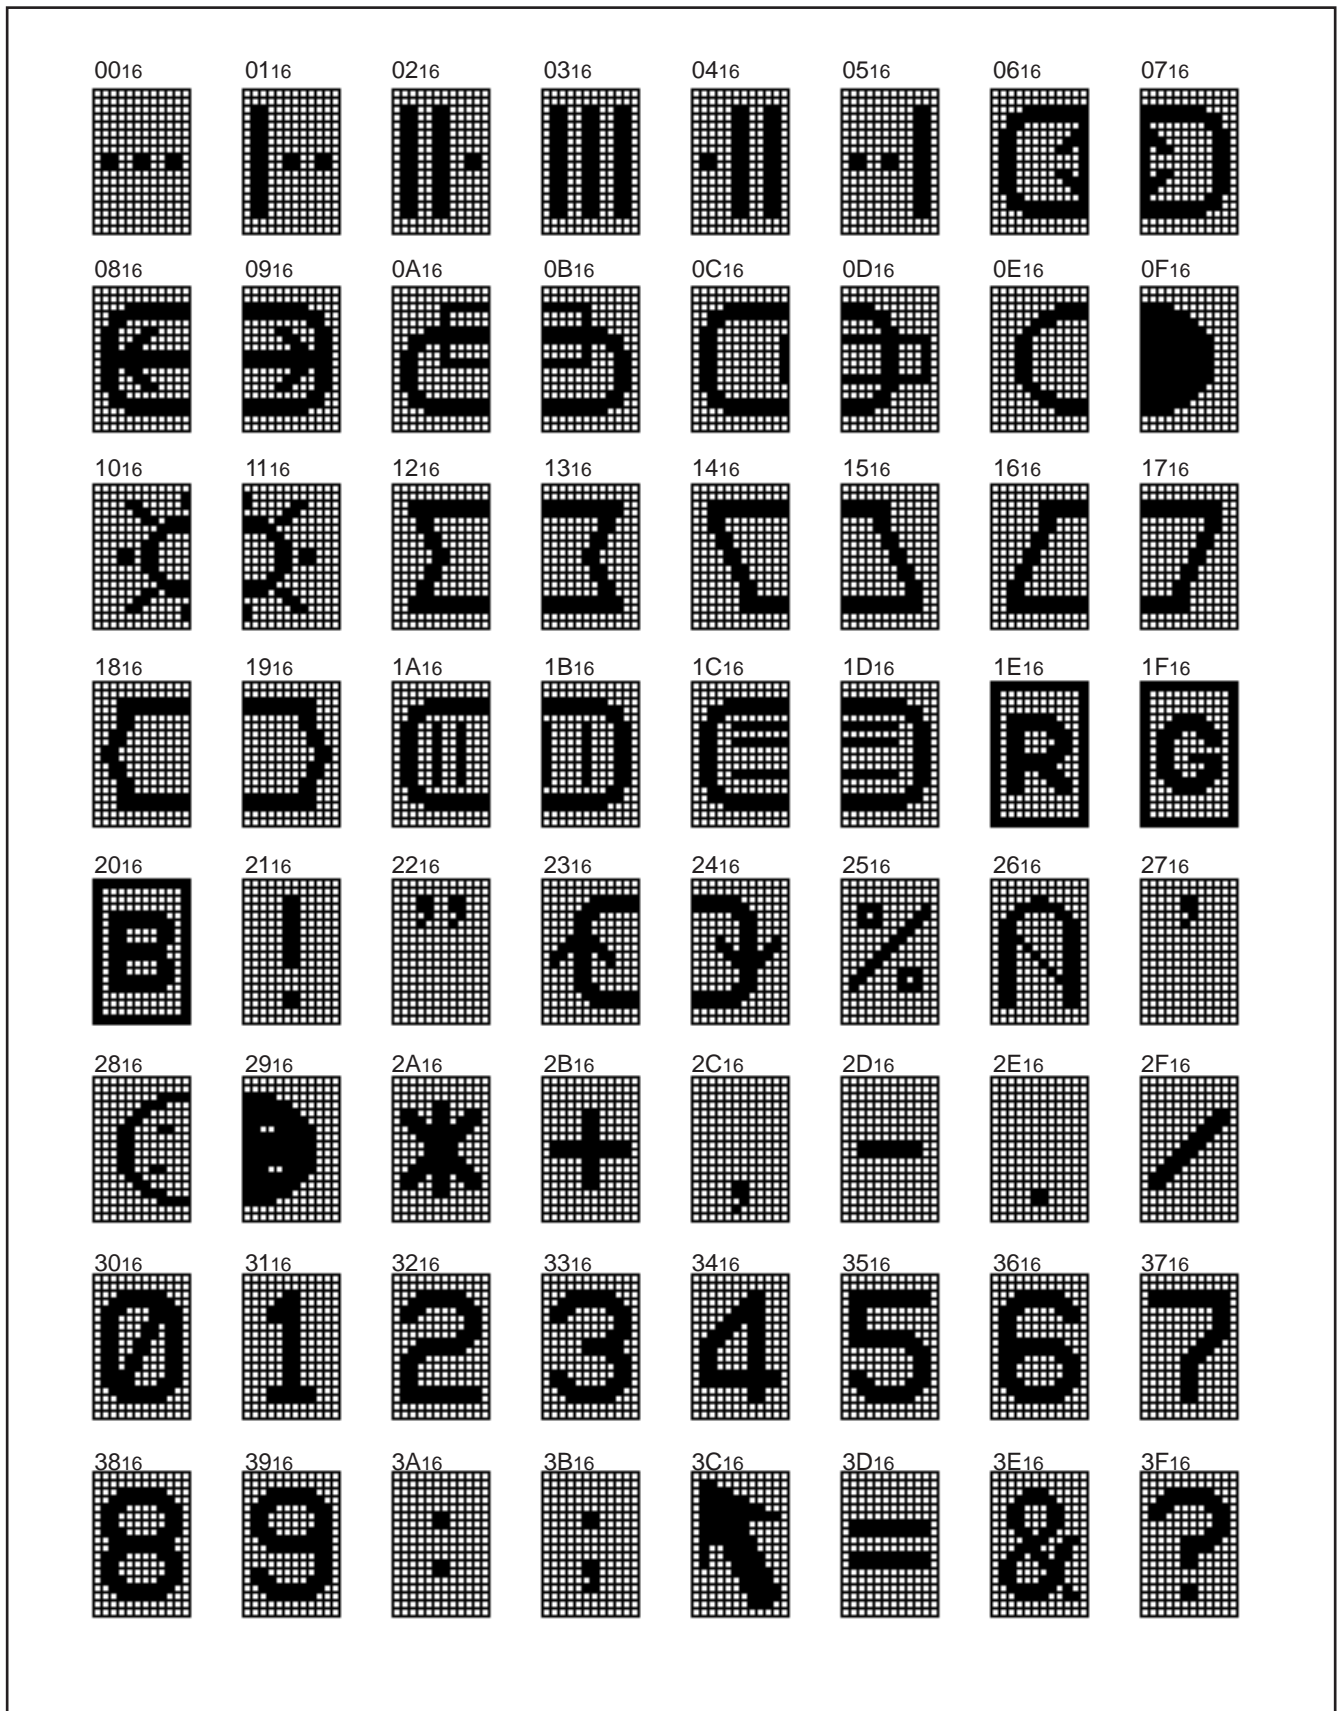 0016 0116 0216 0316 0416 0516 0616 0716
0816 0916 0A16 0B16 0C16 0D16 0E16 0F16
1016 1116 1216 1316 1416 1516 1616 1716
1816 1916 1A16 1B16 1C16 1D16 1E16 1F16
R G
2016 2116 2216 2316 2416 2516 2616 2716
B ! " % '
2816 2916 2A16 2B16 2C16 2D16 2E16 2F16
* + , - . /
3016 3116 3216 3316 3416 3516 3616 3716
0 1 2 3 4 5 6 7
3816 3916 3A16 3B16 3C16 3D16 3E16 3F16
8 9 : ; = & ?